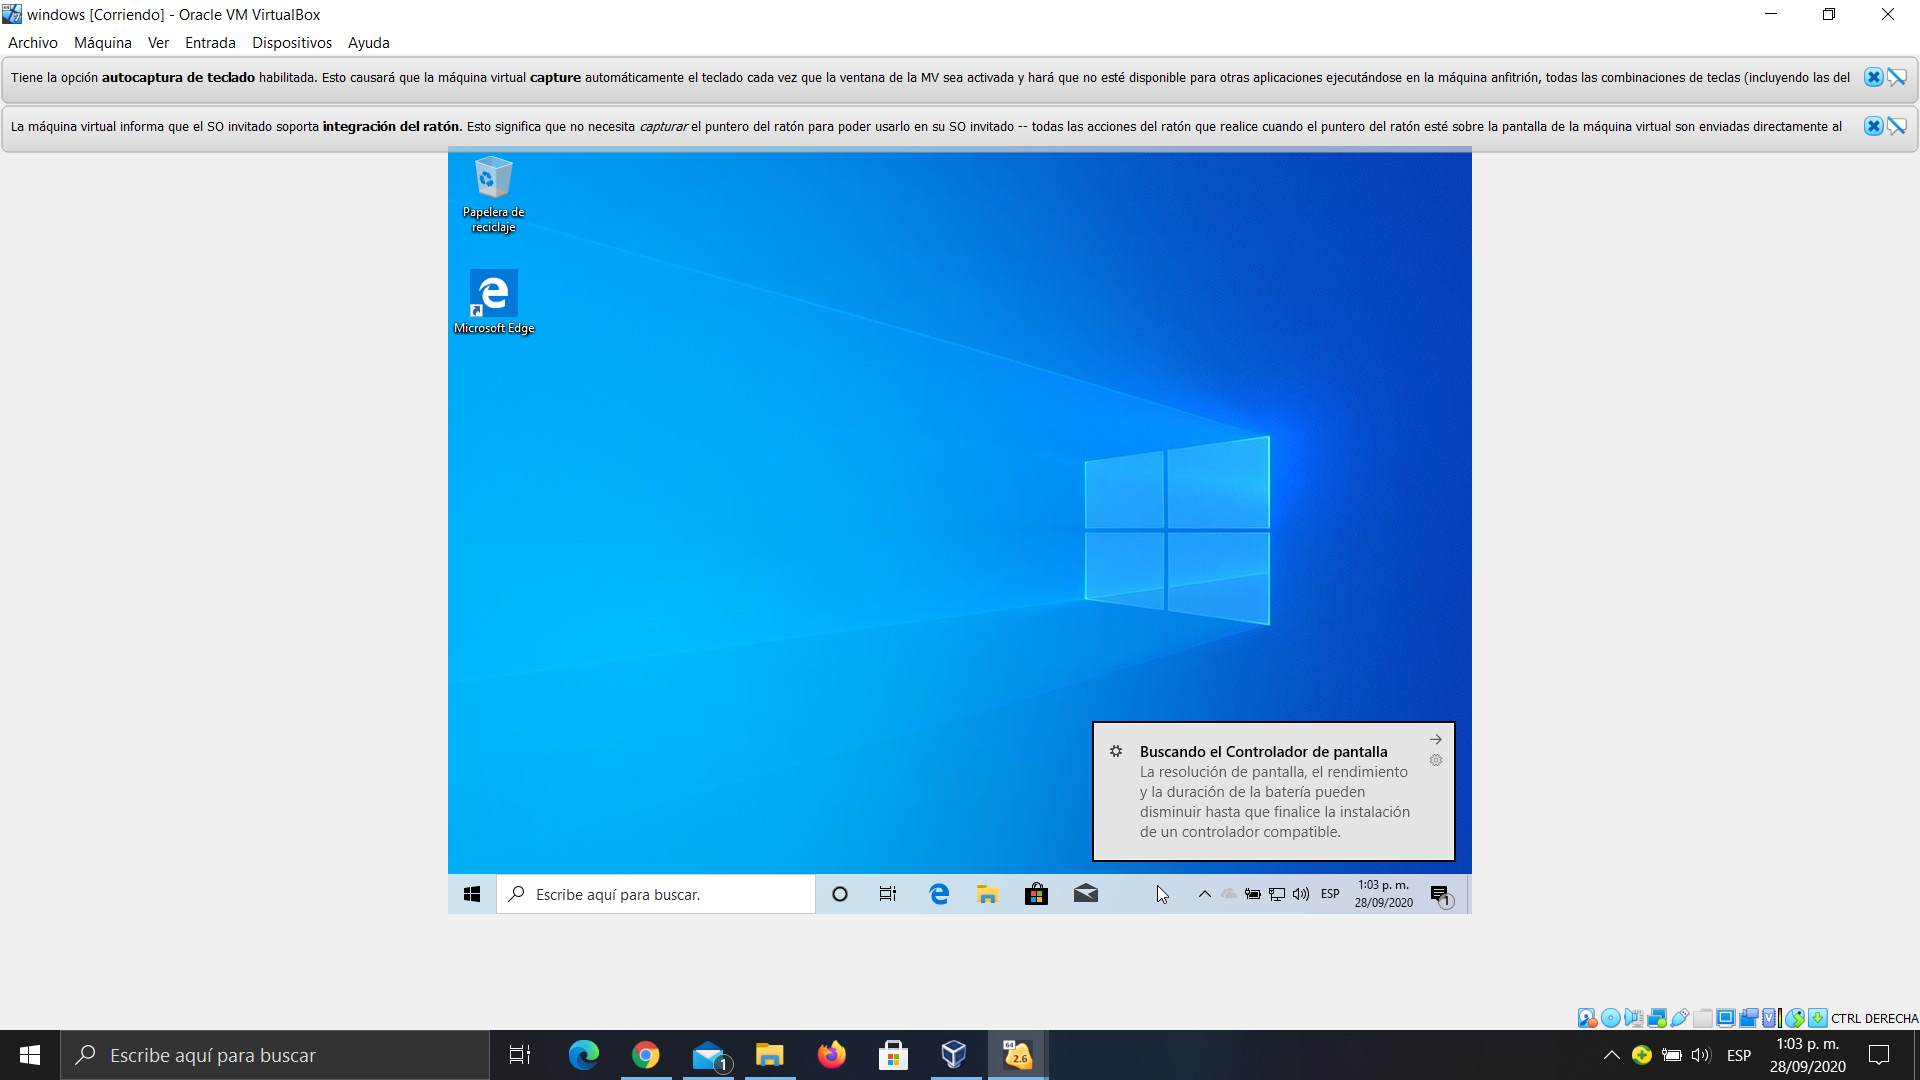 windows [Corriendo] - Oracle VM VirtualBox
Archivo Máquina Ver Entrada Dispositivos Ayuda
Tiene la opción autocaptura de teclado habilitada. Esto causará que la máquina virtual capture automáticamente el teclado cada vez que la ventana de la MV sea activada y hará que no esté disponible para otras aplicaciones ejecutándose en la máquina anfitrión, todas las combinaciones de teclas (incluyendo las del
La máquina virtual informa que el SO invitado soporta integración del ratón. Esto significa que no necesita capturar el puntero del ratón para poder usarlo en su SO invitado -- todas las acciones del ratón que realice cuando el puntero del ratón esté sobre la pantalla de la máquina virtual son enviadas directamente al
Papelera de
reciclaje
Microsoft Edge
Buscando el Controlador de pantalla
La resolución de pantalla, el rendimiento
y la duración de la batería pueden
disminuir hasta que finalice la instalación
de un controlador compatible.
Escribe aquí para buscar.
ESP
1:03 p. m.
28/09/2020
1
CTRL DERECHA
Escribe aquí para buscar
1
64
2.6
ESP
1:03 p. m.
28/09/2020